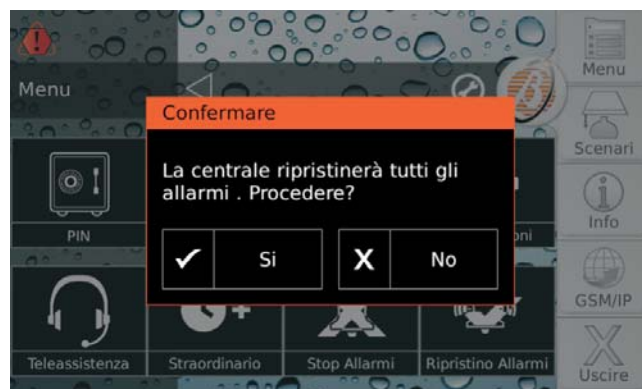 Menu
Menu
Confermare
La centrale ripristinerà tutti gli
allarmi . Procedere?
Si
No
PIN
oni
Teleassistenza
Straordinario
Stop Allarmi
Ripristino Allarmi
Scenari
Info
GSM/IP
Uscire